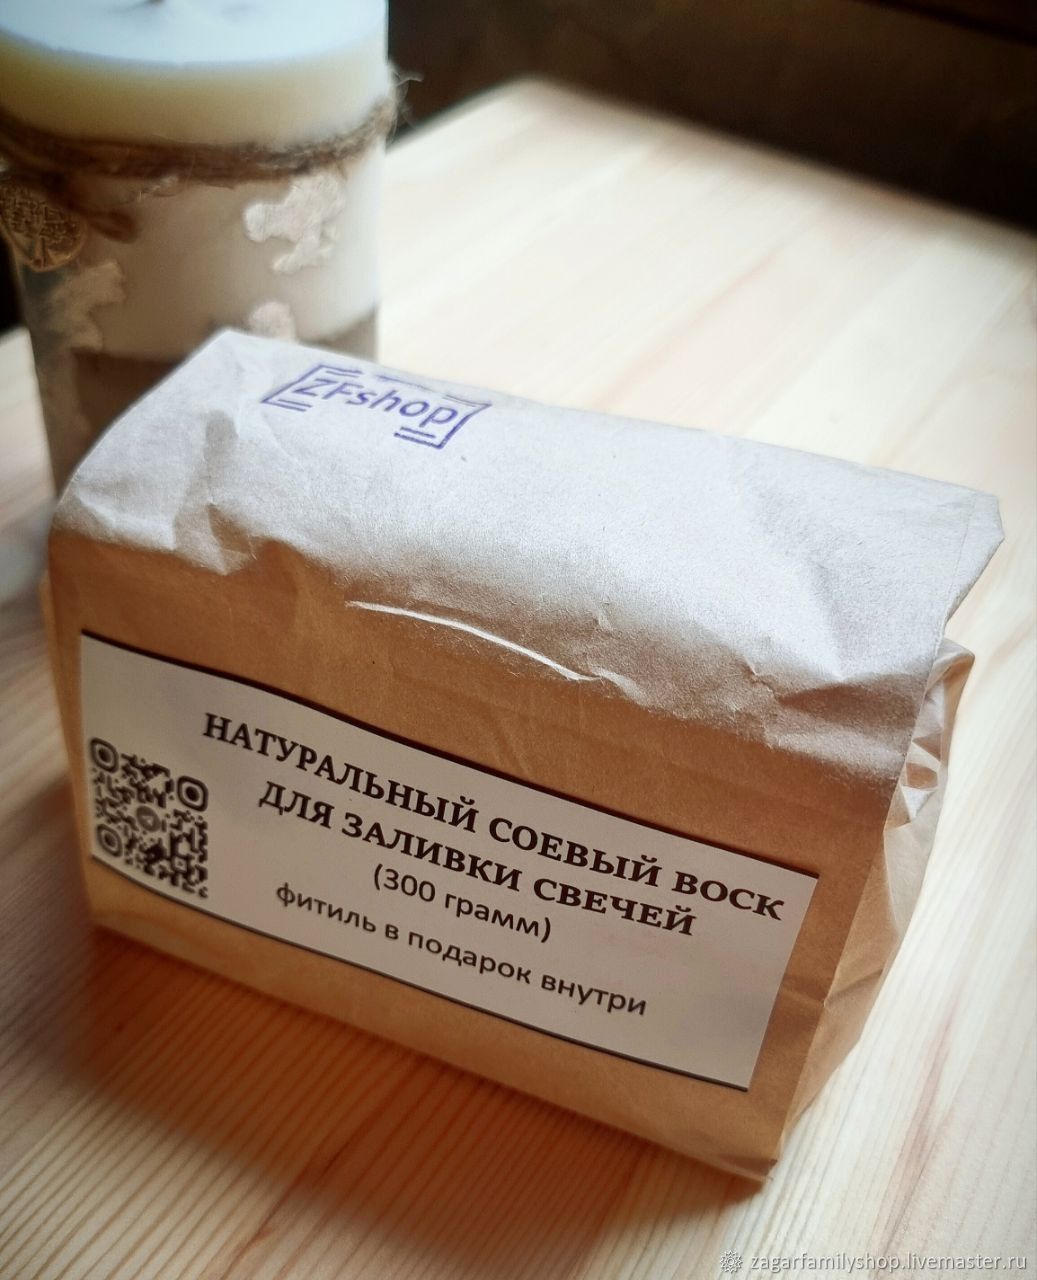 ZFshop
НАТУРАЛЬНЫЙ СОЕВЫЙ ВОСК
ДЛЯ ЗАЛИВКИ СВЕЧЕЙ
(300 грамм)
фитиль в подарок внутри
zagarfamilyshop.livemaster.ru